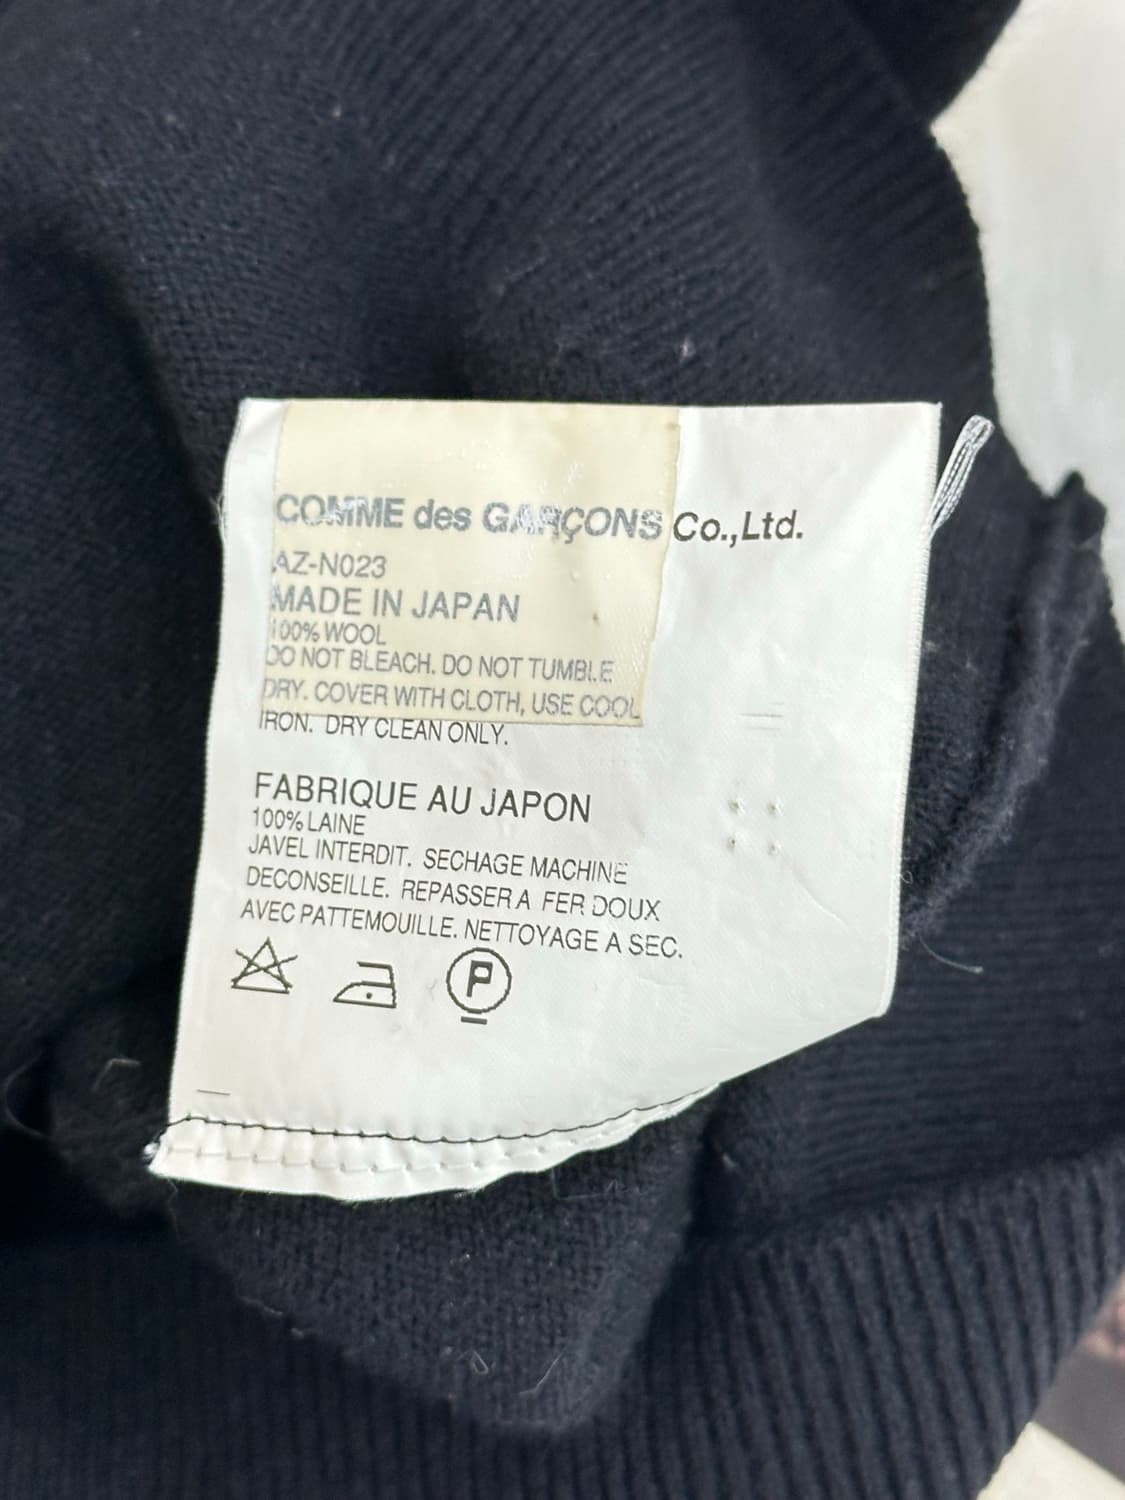 COMME des GARÇONS Co.,Ltd.
AZ-N023
MADE IN JAPAN
100% WOOL
DO NOT BLEACH. DO NOT TUMBLE
DRY. COVER WITH CLOTH, USE COOL
IRON. DRY CLEAN ONLY.
FABRIQUE AU JAPON
100% LAINE
JAVEL INTERDIT. SECHAGE MACHINE
DECONSEILLE. REPASSER A FER DOUX
AVEC PATTEMOUILLE. NETTOYAGE A SEC.
P